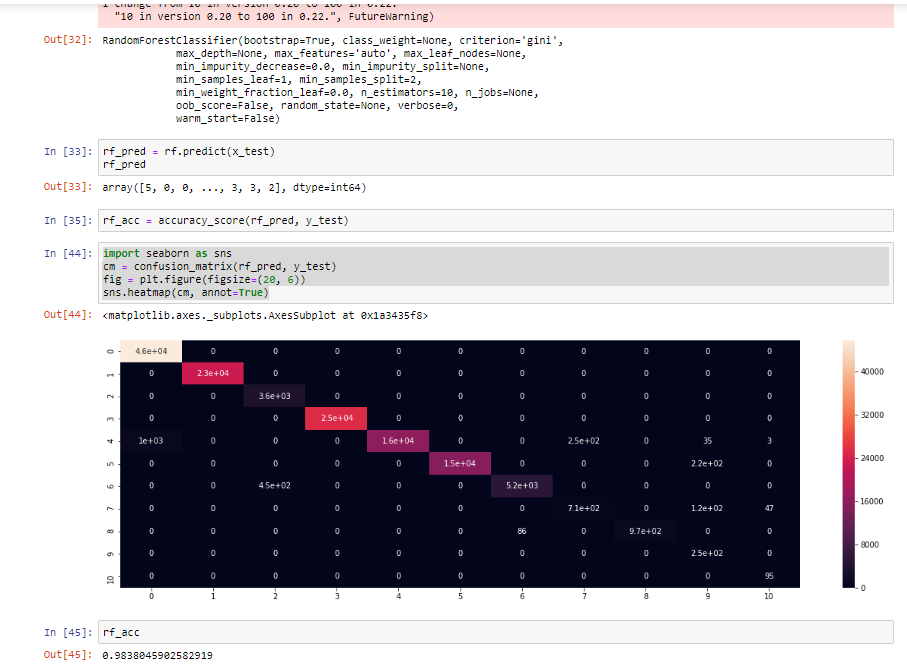 "10 in version 0.20 to 100 in 0.22.", FutureWarning)
Out[32]: RandomForestClassifier(bootstrap=True, class_weight=None, criterion='gini',
max_depth=None, max_features='auto', max_leaf_nodes=None,
min_impurity_decrease=0.0, min_impurity_split=None,
min_samples_leaf=1, min_samples_split=2,
min_weight_fraction_leaf=0.0, n_estimators=10, n_jobs=None,
oob_score=False, random_state=None, verbose=0,
warm_start=False)
In [33]: rf_pred = rf.predict(x_test)
rf_pred
Out[33]: array([5, 0, 0, ..., 3, 3, 2], dtype=int64)
In [35]: rf_acc = accuracy_score(rf_pred, y_test)
In [44]: import seaborn as sns
cm = confusion_matrix(rf_pred, y_test)
fig = plt.figure(figsize=(20, 6))
sns.heatmap(cm, annot=True)
Out[44]: <matplotlib.axes._subplots.AxesSubplot at 0x1a3435f8>
0 4.6e+04 0 0 0 0 0 0 0 0 0 0
1 0 2.3e+04 0 0 0 0 0 0 0 0 0
2 0 0 3.6e+03 0 0 0 0 0 0 0 0
3 0 0 0 2.5e+04 0 0 0 0 0 0 0
4 1e+03 0 0 0 1.6e+04 0 0 2.5e+02 0 35 3
5 0 0 0 0 0 1.5e+04 0 0 0 2.2e+02 0
6 0 0 4.5e+02 0 0 0 5.2e+03 0 0 0 0
7 0 0 0 0 0 0 0 7.1e+02 0 1.2e+02 47
8 0 0 0 0 0 0 86 0 9.7e+02 0 0
9 0 0 0 0 0 0 0 0 0 2.5e+02 0
10 0 0 0 0 0 0 0 0 0 0 95
0 1 2 3 4 5 6 7 8 9 10
40000
32000
24000
16000
8000
0
In [45]: rf_acc
Out[45]: 0.9838045902582919